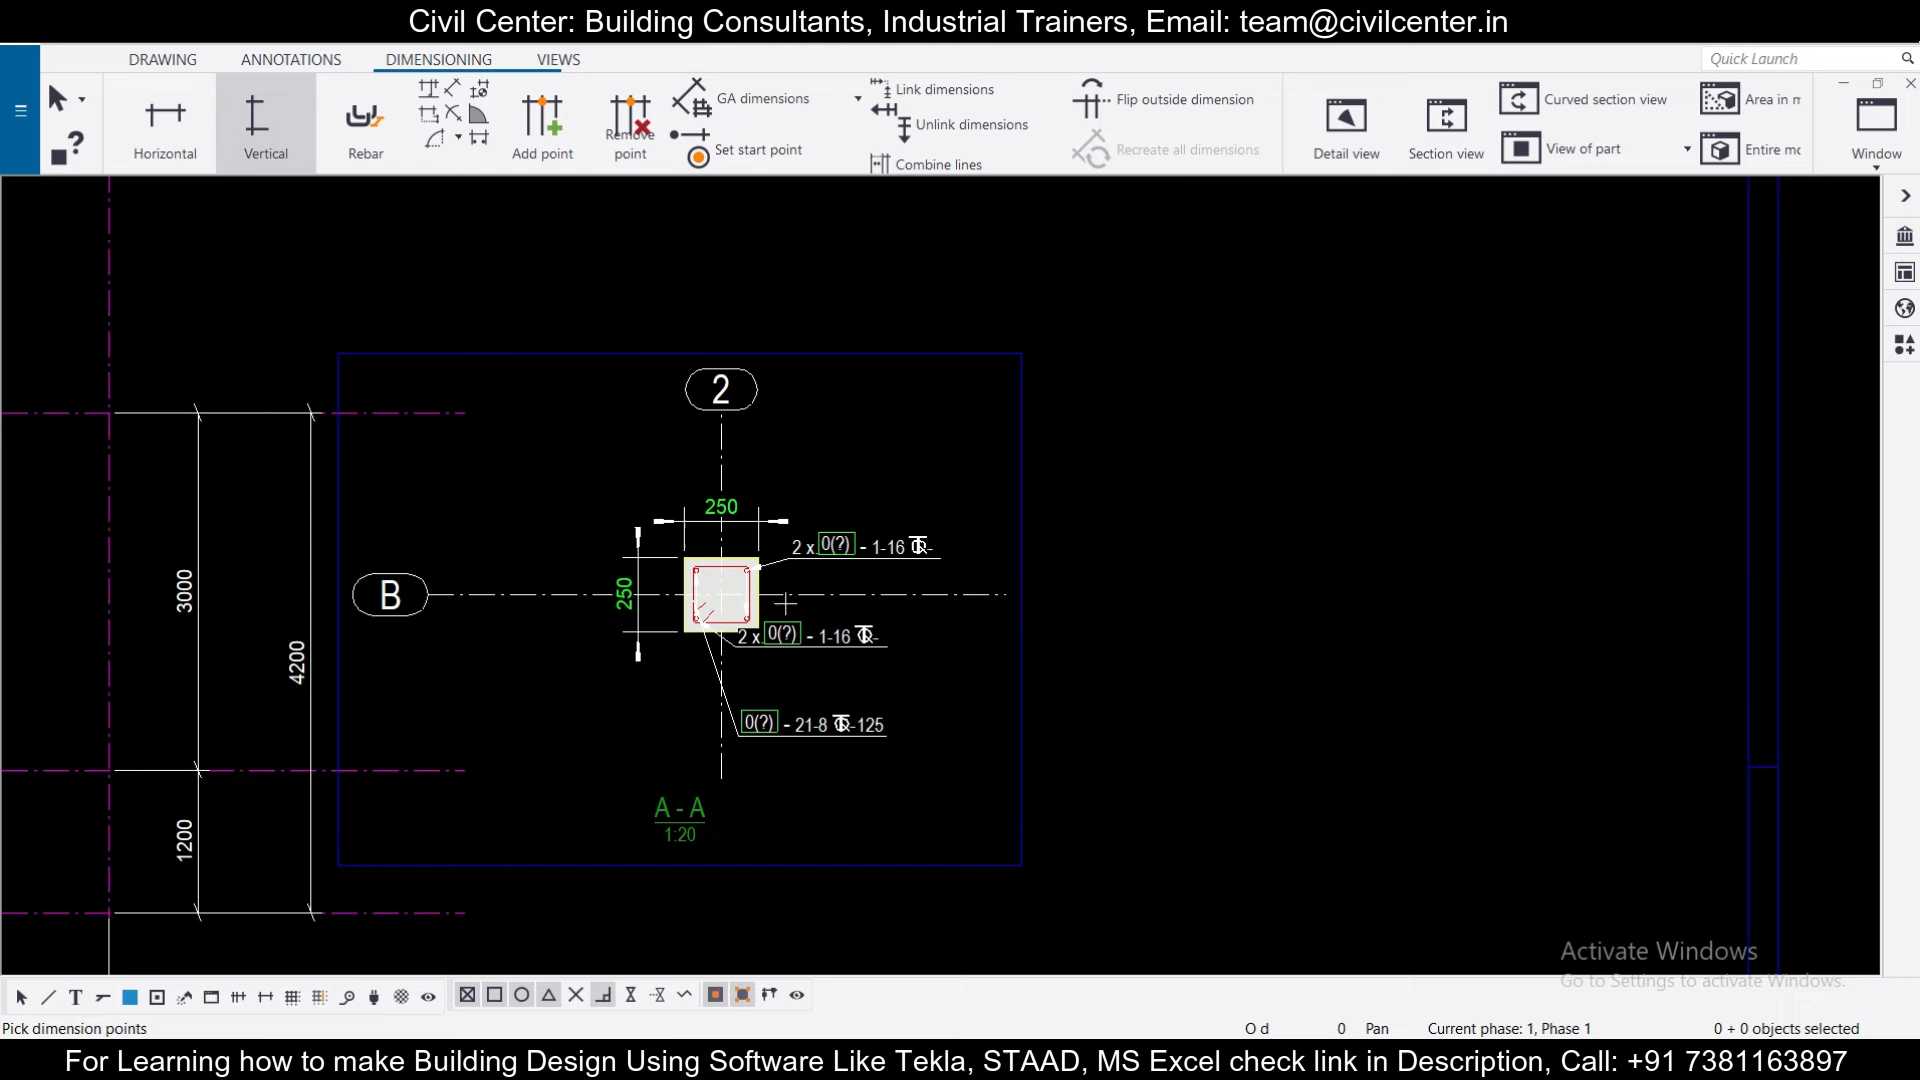 Civil Center: Building Consultants, Industrial Trainers, Email: team@civilcenter.in
DRAWING ANNOTATIONS DIMENSIONING VIEWS Quick Launch
Horizontal Vertical Rebar Add point Remove point
GA dimensions
Set start point
Link dimensions
Unlink dimensions
Combine lines
Flip outside dimension
Recreate all dimensions
Detail view Section view
Curved section view
View of part
Area in m
Entire mo
Window
2
250
2 x 0(?) - 1-16 -
3000
B
250
2 x 0(?) - 1-16 -
4200
0(?) - 21-8 -125
A - A
1:20
1200
Activate Windows
Go to Settings to activate Windows.
Pick dimension points O d 0 Pan Current phase: 1, Phase 1 0 + 0 objects selected
For Learning how to make Building Design Using Software Like Tekla, STAAD, MS Excel check link in Description, Call: +91 7381163897